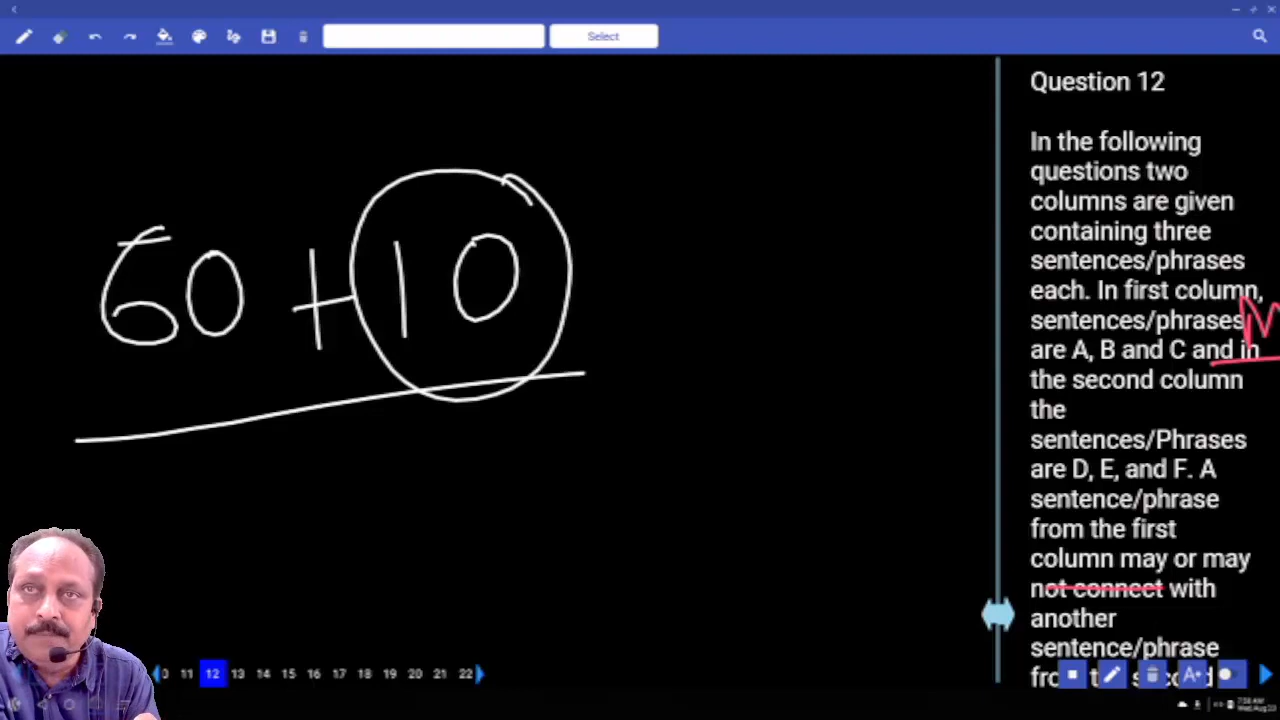 Select
60 + 10
Question 12
In the following
questions two
columns are given
containing three
sentences/phrases
each. In first column,
sentences/phrases
are A, B and C and in
the second column
the
sentences/Phrases
are D, E, and F. A
sentence/phrase
from the first
column may or may
not connect with
another
sentence/phrase
11 12 13 14 15 16 17 18 19 20 21 22
A+